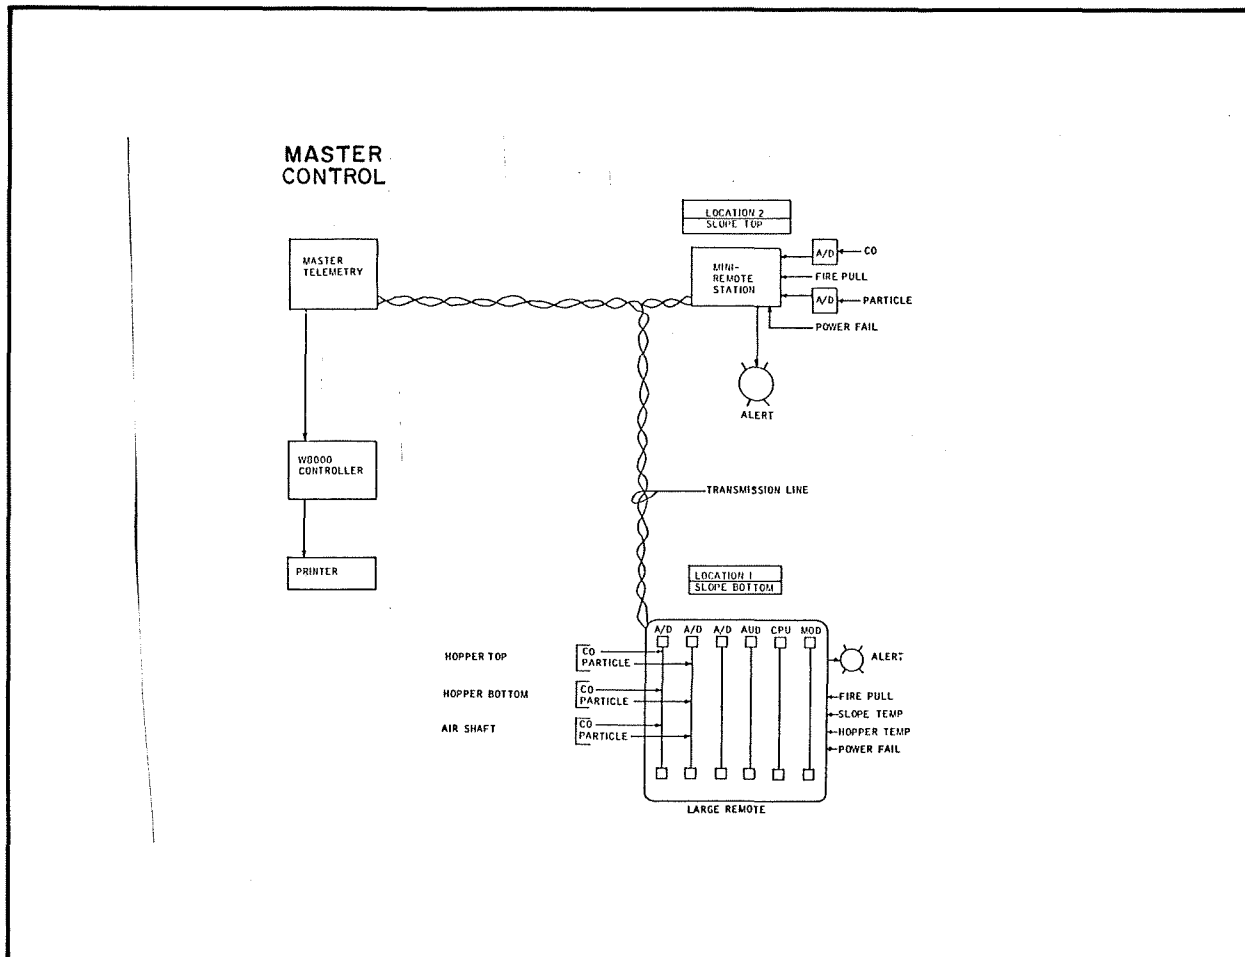 MASTER
CONTROL
LOCATION 2
SLOPE TOP
MASTER
TELEMETRY
MINI-
REMOTE
STATION
A/D
CO
FIRE PULL
A/D
PARTICLE
POWER FAIL
ALERT
W8000
CONTROLLER
TRANSMISSION LINE
PRINTER
LOCATION 1
SLOPE BOTTOM
A/D A/D A/D AUD CPU MOD
HOPPER TOP
CO
PARTICLE
ALERT
HOPPER BOTTOM
CO
PARTICLE
FIRE PULL
SLOPE TEMP
AIR SHAFT
CO
PARTICLE
HOPPER TEMP
POWER FAIL
LARGE REMOTE